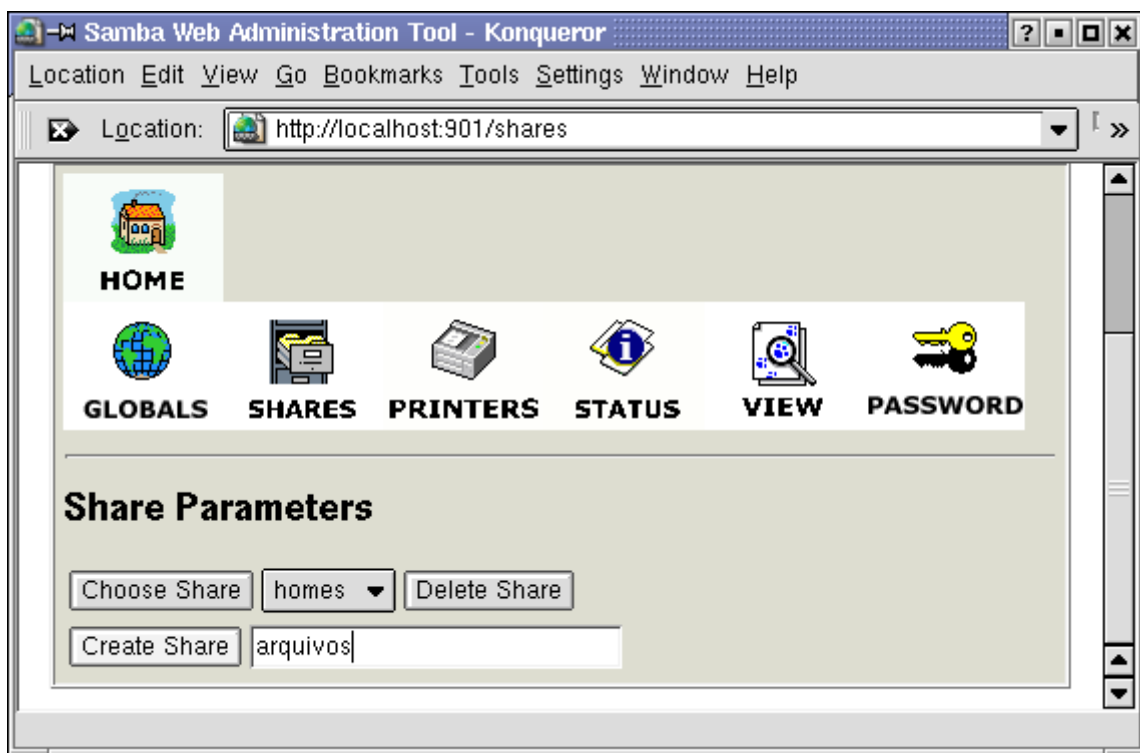 Samba Web Administration Tool - Konqueror
Location Edit View Go Bookmarks Tools Settings Window Help
Location: http://localhost:901/shares
HOME
GLOBALS SHARES PRINTERS STATUS VIEW PASSWORD
Share Parameters
Choose Share homes Delete Share
Create Share arquivos